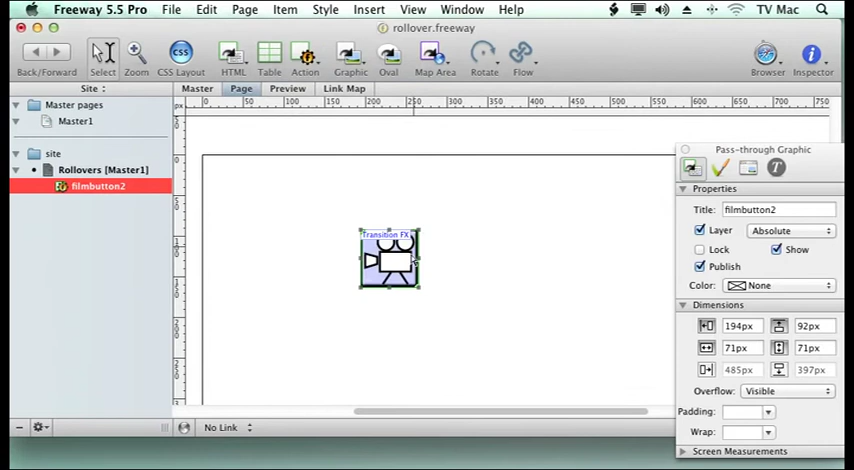 Freeway 5.5 Pro File Edit Page Item Style Insert View Window Help TV Mac
rollover.freeway
Back/Forward Select Zoom CSS Layout HTML Table Action Graphic Oval Map Area Rotate Flow Browser Inspector
CSS
Site: Master Page Preview Link Map
px 0 50 100 150 200 250 300 350 400 450 500 550 600 650 700 750
Master pages
Master1
site
Rollovers [Master1]
filmbutton2
Transition FX
Pass-through Graphic
Properties
Title: filmbutton2
Layer Absolute
Lock Show
Publish
Color: None
Dimensions
194px 92px
71px 71px
485px 397px
Overflow: Visible
Padding:
Wrap:
Screen Measurements
No Link